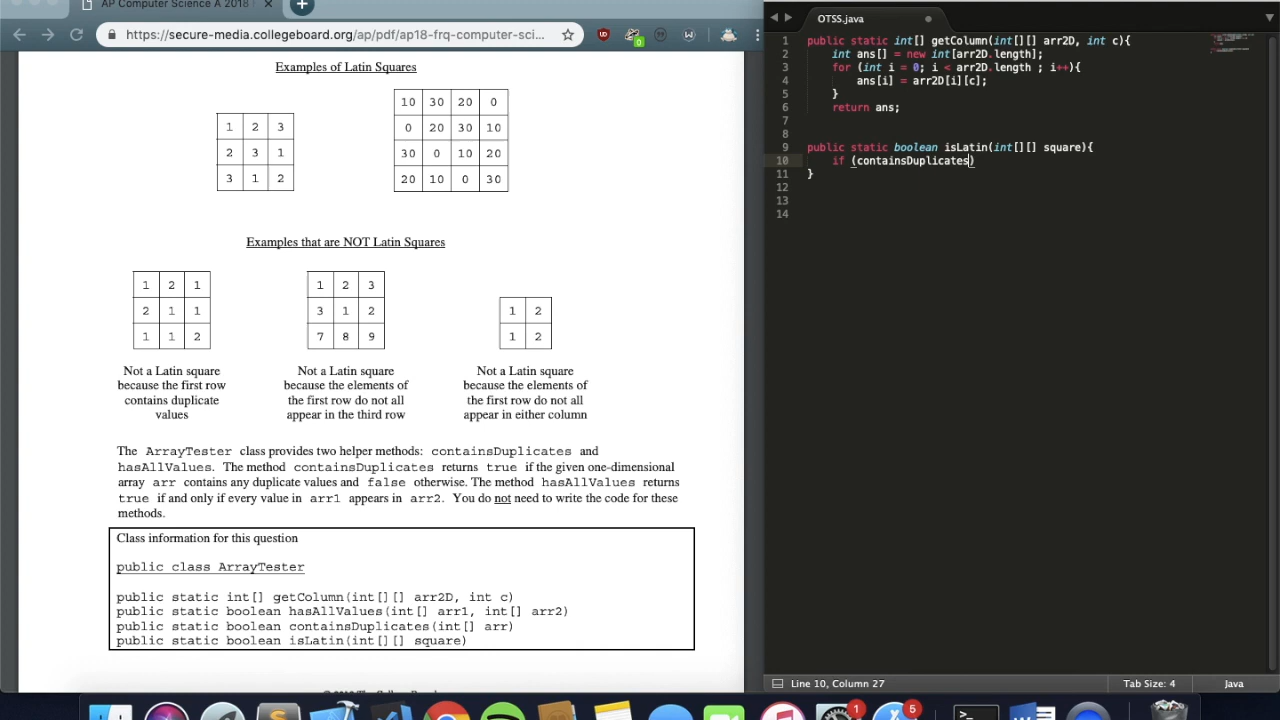 AP Computer Science A 2018 F
https://secure-media.collegeboard.org/ap/pdf/ap18-frq-computer-sci...
Examples of Latin Squares
1 2 3
2 3 1
3 1 2
10 30 20 0
0 20 30 10
30 0 10 20
20 10 0 30
Examples that are NOT Latin Squares
1 2 1
2 1 1
1 1 2
Not a Latin square
because the first row
contains duplicate
values
1 2 3
3 1 2
7 8 9
Not a Latin square
because the elements of
the first row do not all
appear in the third row
1 2
1 2
Not a Latin square
because the elements of
the first row do not all
appear in either column
The ArrayTester class provides two helper methods: containsDuplicates and
hasAllValues. The method containsDuplicates returns true if the given one-dimensional
array arr contains any duplicate values and false otherwise. The method hasAllValues returns
true if and only if every value in arr1 appears in arr2. You do not need to write the code for these
methods.
Class information for this question
public class ArrayTester
public static int[] getColumn(int[][] arr2D, int c)
public static boolean hasAllValues(int[] arr1, int[] arr2)
public static boolean containsDuplicates(int[] arr)
public static boolean isLatin(int[][] square)
OTSS.java
1 public static int[] getColumn(int[][] arr2D, int c){
2 int ans[] = new int[arr2D.length];
3 for (int i = 0; i < arr2D.length ; i++){
4 ans[i] = arr2D[i][c];
5 }
6 return ans;
7
8
9 public static boolean isLatin(int[][] square){
10 if (containsDuplicates)
11 }
12
13
14
Line 10, Column 27
Tab Size: 4
Java
1
5